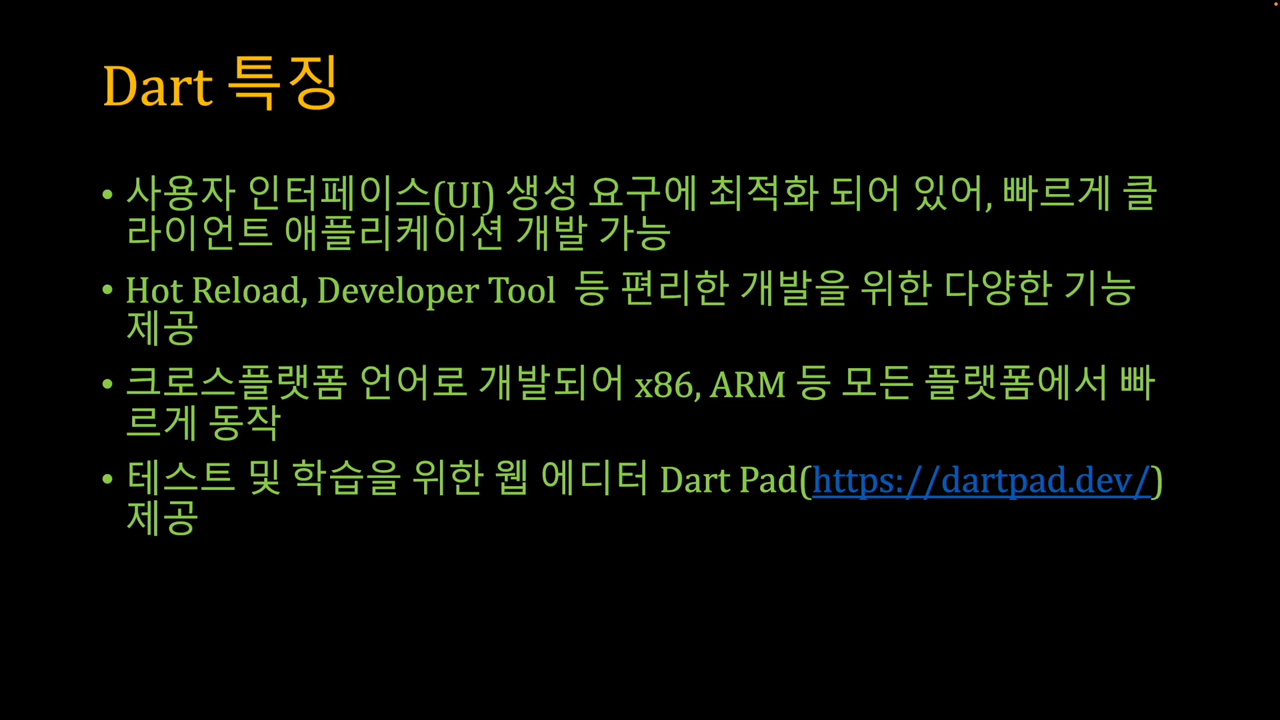 Dart 특징
• 사용자 인터페이스(UI) 생성 요구에 최적화 되어 있어, 빠르게 클
라이언트 애플리케이션 개발 가능
• Hot Reload, Developer Tool  등 편리한 개발을 위한 다양한 기능
제공
• 크로스플랫폼 언어로 개발되어 x86, ARM 등 모든 플랫폼에서 빠
르게 동작
• 테스트 및 학습을 위한 웹 에디터 Dart Pad(https://dartpad.dev/)
제공